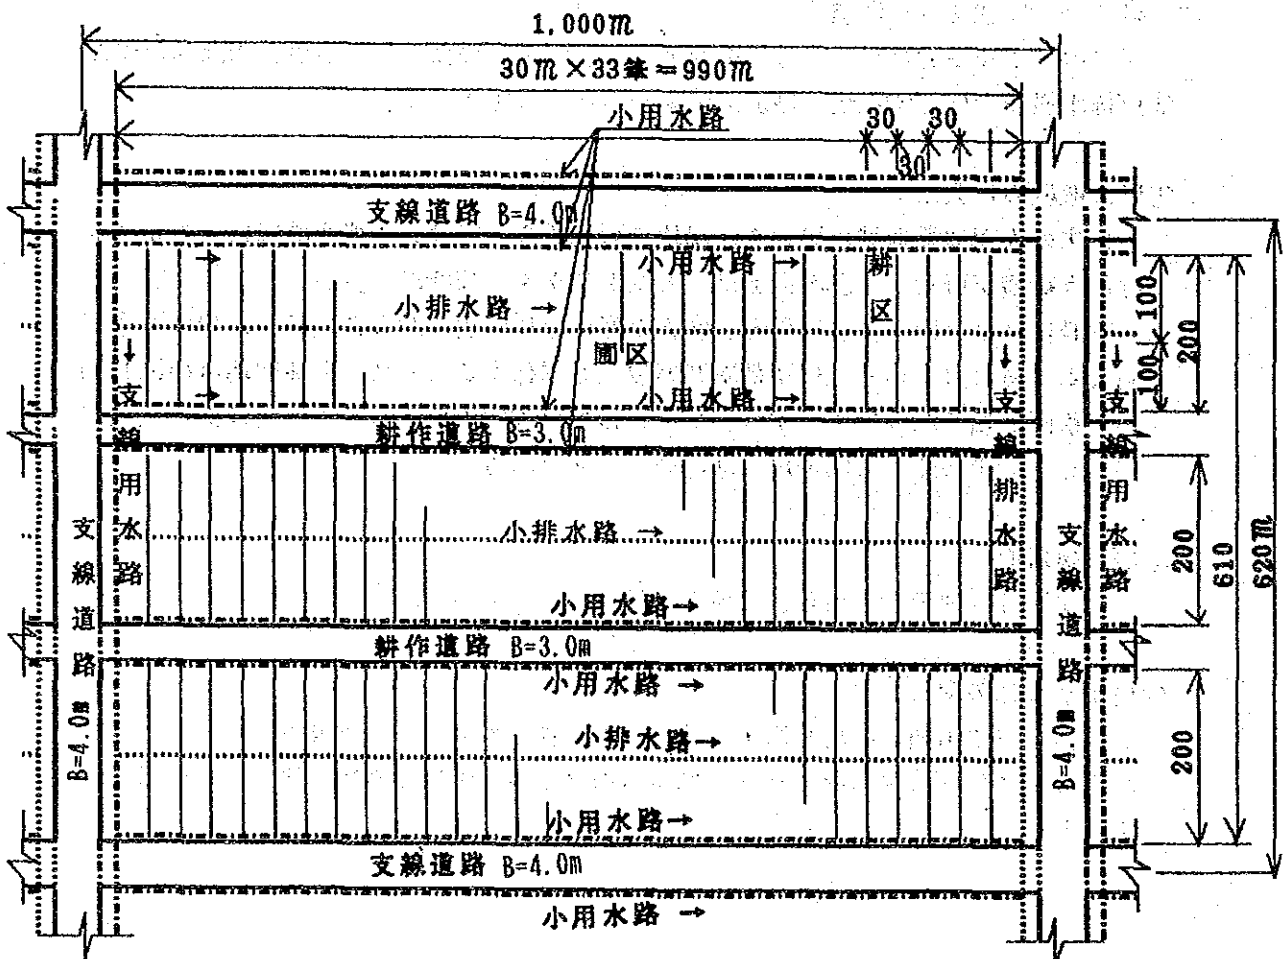 1,000m
30m×33筆=990m
小用水路
30
30
30
支線道路 B=4.0m
小用水路→
耕区
小排水路→
圃区
小用水路→
100
100
200
耕作道路 B=3.0m
支線用水路
支線排水路
支線用水路
支線道路 B=4.0m
支線道路 B=4.0m
小排水路→
小用水路→
200
610
620m
耕作道路 B=3.0m
小用水路→
小排水路→
200
小用水路→
支線道路 B=4.0m
小用水路→